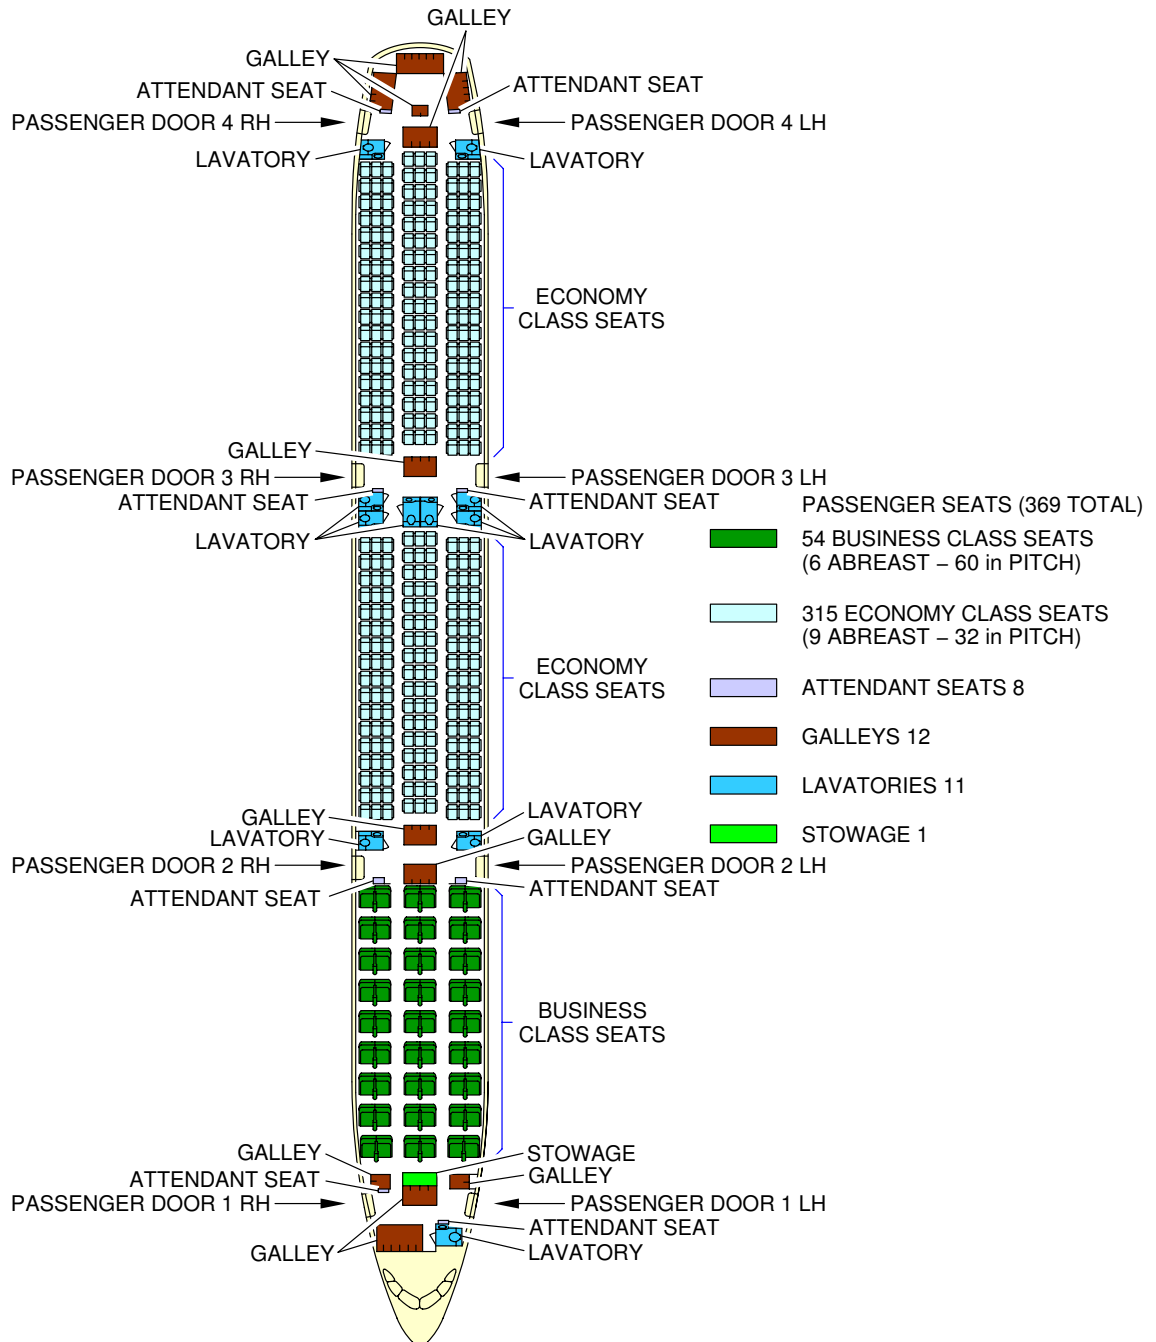 GALLEY
GALLEY
ATTENDANT SEAT
ATTENDANT SEAT
PASSENGER DOOR 4 RH
PASSENGER DOOR 4 LH
LAVATORY
LAVATORY
ECONOMY
CLASS SEATS
GALLEY
PASSENGER DOOR 3 RH
PASSENGER DOOR 3 LH
ATTENDANT SEAT
ATTENDANT SEAT
LAVATORY
LAVATORY
PASSENGER SEATS (369 TOTAL)
54 BUSINESS CLASS SEATS
(6 ABREAST – 60 in PITCH)
315 ECONOMY CLASS SEATS
(9 ABREAST – 32 in PITCH)
ATTENDANT SEATS 8
GALLEYS 12
LAVATORIES 11
STOWAGE 1
ECONOMY
CLASS SEATS
GALLEY
LAVATORY
LAVATORY
GALLEY
PASSENGER DOOR 2 RH
PASSENGER DOOR 2 LH
ATTENDANT SEAT
ATTENDANT SEAT
BUSINESS
CLASS SEATS
GALLEY
STOWAGE
ATTENDANT SEAT
GALLEY
PASSENGER DOOR 1 RH
PASSENGER DOOR 1 LH
ATTENDANT SEAT
GALLEY
LAVATORY